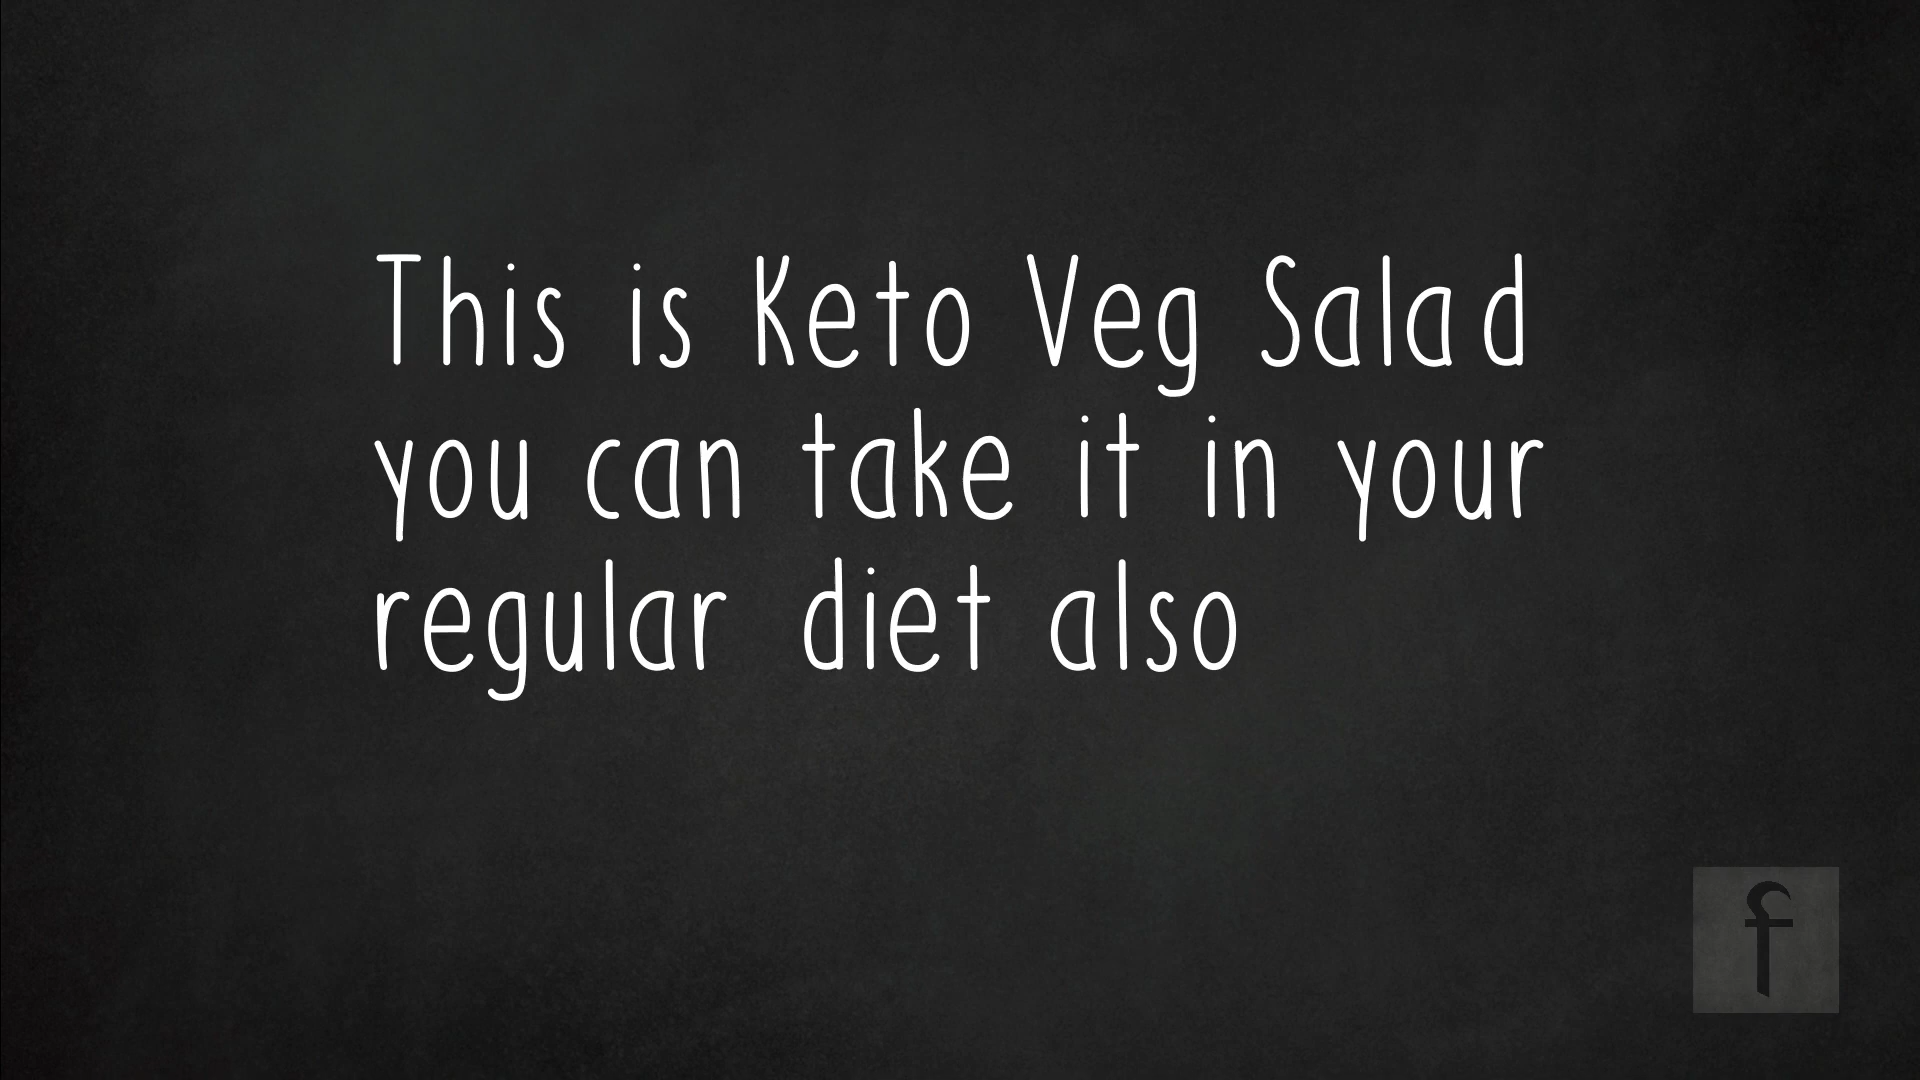 This is Keto Veg Salad
you can take it in your
regular diet also
f